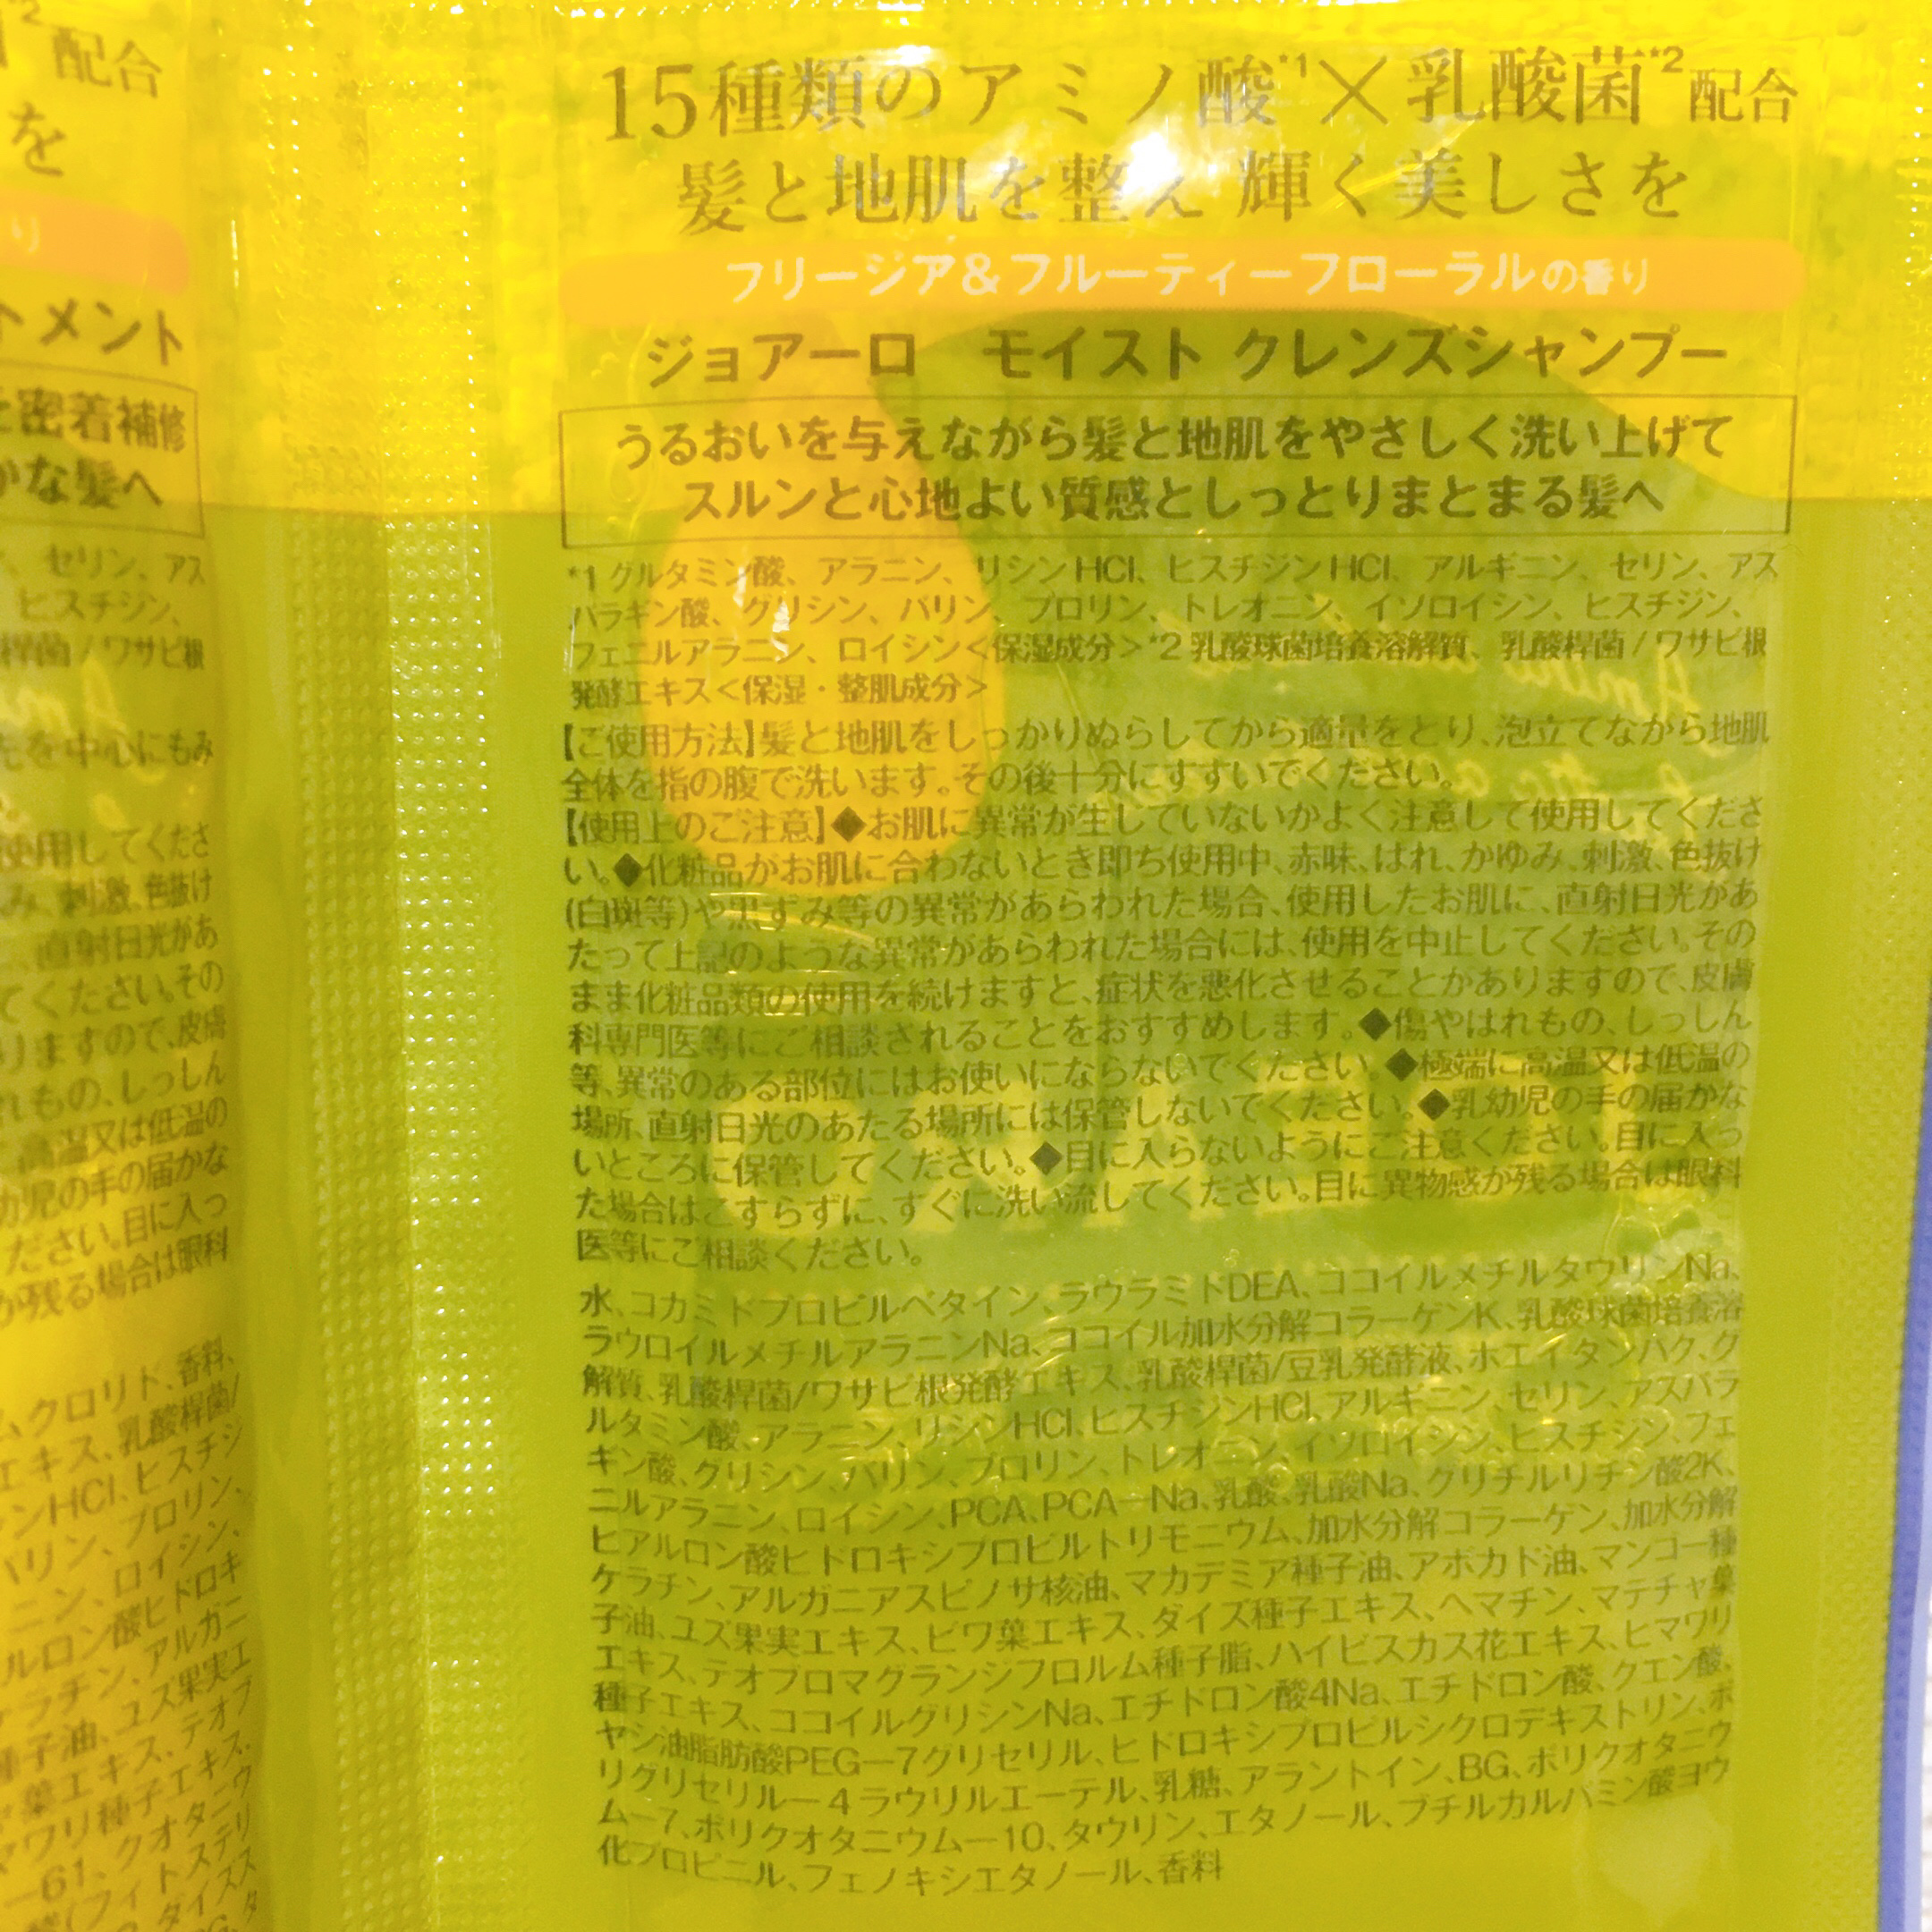 15種類のアミノ酸*1×乳酸菌*2配合
髪と地肌を整え 輝く美しさを
フリージア&フルーティーフローラルの香り
ジョアーロ モイスト クレンズシャンプー
うるおいを与えながら髪と地肌をやさしく洗い上げて
スルンと心地よい質感としっとりまとまる髪へ
*1 グルタミン酸、アラニン、リシンHCl、ヒスチジンHCl、アルギニン、セリン、アス
パラギン酸、グリシン、バリン、プロリン、トレオニン、イソロイシン、ヒスチジン、
フェニルアラニン、ロイシン<保湿成分>*2 乳酸球菌培養溶解質、乳酸桿菌/ワサビ根
発酵エキス<保湿・整肌成分>
【ご使用方法】髪と地肌をしっかりぬらしてから適量をとり、泡立てながら地肌
全体を指の腹で洗います。その後十分にすすいでください。
【使用上のご注意】◆お肌に異常が生じていないかよく注意して使用してくださ
い。◆化粧品がお肌に合わないとき即ち使用中、赤味、はれ、かゆみ、刺激、色抜け
(白斑等)や黒ずみ等の異常があらわれた場合、使用したお肌に、直射日光があ
たって上記のような異常があらわれた場合には、使用を中止してください。その
まま化粧品類の使用を続けますと、症状を悪化させることがありますので、皮膚
科専門医等にご相談されることをおすすめします。◆傷やはれもの、しっしん
等、異常のある部位にはお使いにならないでください。◆極端に高温又は低温の
場所、直射日光のあたる場所には保管しないでください。◆乳幼児の手の届かな
いところに保管してください。◆目に入らないようにご注意ください。目に入っ
た場合はこすらずに、すぐに洗い流してください。目に異物感が残る場合は眼科
医等にご相談ください。
水、コカミドプロピルベタイン、ラウラミドDEA、ココイルメチルタウリンNa、
ラウロイルメチルアラニンNa、ココイル加水分解コラーゲンK、乳酸球菌培養溶
解質、乳酸桿菌/ワサビ根発酵エキス、乳酸桿菌/豆乳発酵液、ホエイタンパク、グ
ルタミン酸、アラニン、リシンHCl、ヒスチジンHCl、アルギニン、セリン、アスパラ
ギン酸、グリシン、バリン、プロリン、トレオニン、イソロイシン、ヒスチジン、フェ
ニルアラニン、ロイシン、PCA、PCA-Na、乳酸、乳酸Na、グリチルリチン酸2K、
ヒアルロン酸ヒドロキシプロピルトリモニウム、加水分解コラーゲン、加水分解
ケラチン、アルガニアスピノサ核油、マカデミア種子油、アボカド油、マンゴー種
子油、ユズ果実エキス、ビワ葉エキス、ダイズ種子エキス、ヘマチン、マテチャ葉
エキス、テオブロマグランジフロルム種子脂、ハイビスカス花エキス、ヒマワリ
種子エキス、ココイルグリシンNa、エチドロン酸4Na、エチドロン酸、クエン酸、
ヤシ油脂肪酸PEG-7グリセリル、ヒドロキシプロピルシクロデキストリン、ポ
リグリセリル-4ラウリルエーテル、乳糖、アラントイン、BG、ポリクオタニウ
ム-7、ポリクオタニウム-10、タウリン、エタノール、ブチルカルバミン酸ヨウ
化プロピニル、フェノキシエタノール、香料